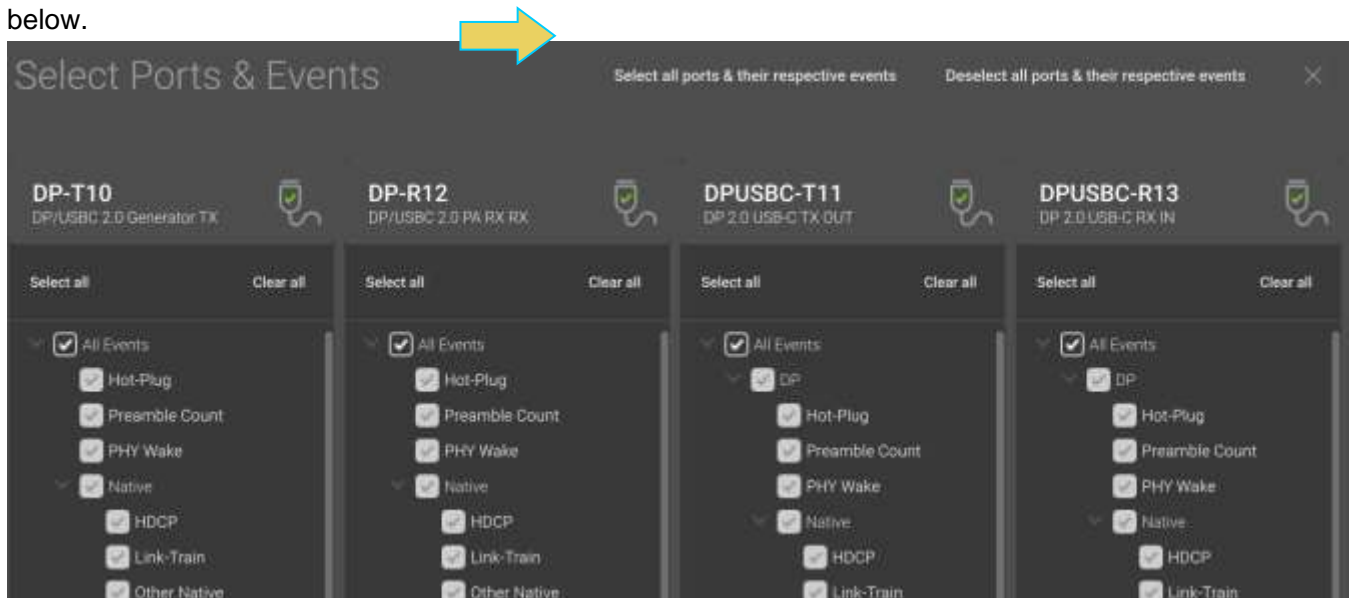 below.
Select Ports & Events
Select all ports & their respective events
Deselect all ports & their respective events
DP-T10
DP/USBC 2.0 Generator TX
Select all
Clear all
All Events
Hot-Plug
Preamble Count
PHY Wake
Native
HDCP
Link-Train
Other Native
DP-R12
DP/USBC 2.0 PA RX RX
Select all
Clear all
All Events
Hot-Plug
Preamble Count
PHY Wake
Native
HDCP
Link-Train
Other Native
DPUSBC-T11
DP 2.0 USB-C TX OUT
Select all
Clear all
All Events
DP
Hot-Plug
Preamble Count
PHY Wake
Native
HDCP
Link-Train
DPUSBC-R13
DP 2.0 USB-C RX IN
Select all
Clear all
All Events
DP
Hot-Plug
Preamble Count
PHY Wake
Native
HDCP
Link-Train